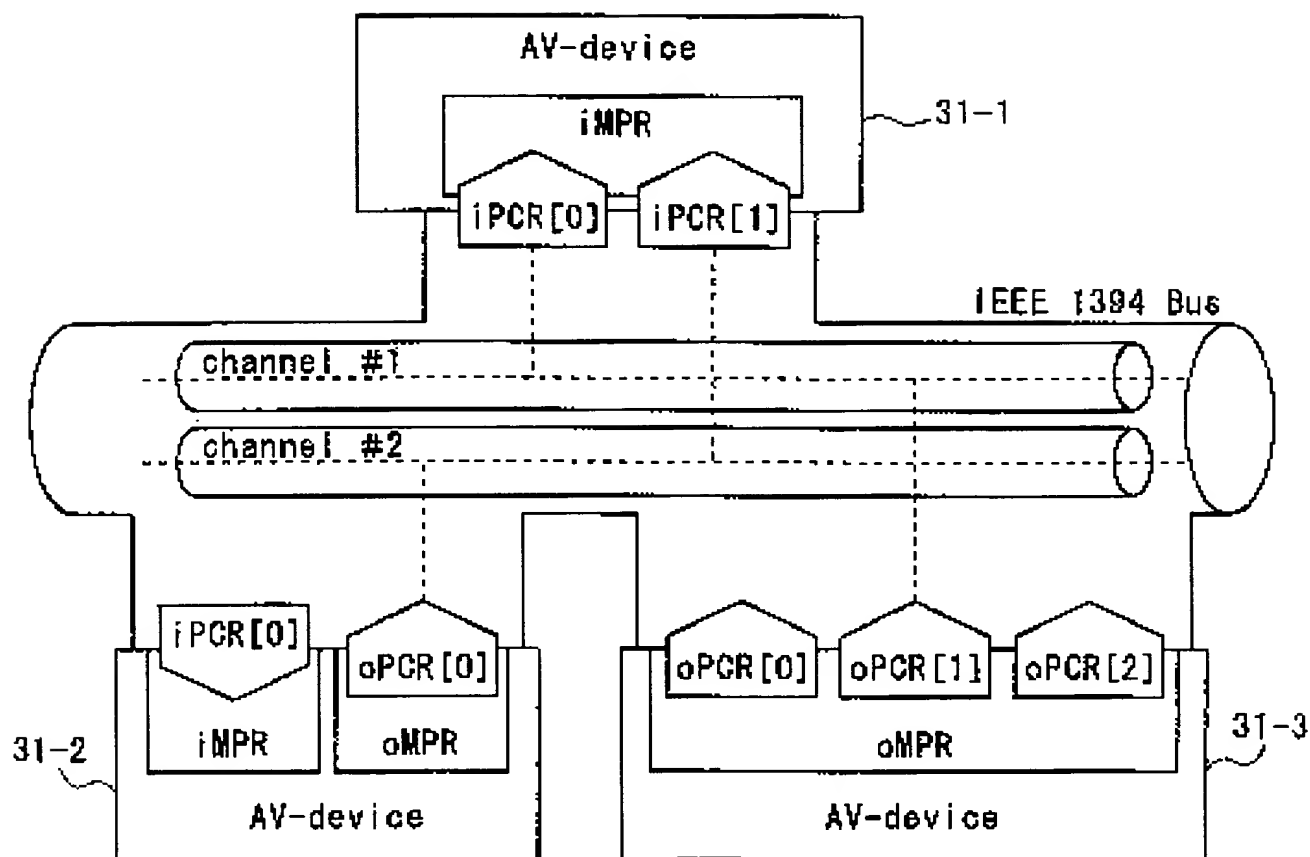 AV-device
iMPR
31-1
iPCR[0] iPCR[1]
IEEE 1394 Bus
channel #1
channel #2
iPCR[0]
oPCR[0]
oPCR[0] oPCR[1] oPCR[2]
31-2
iMPR
oMPR
oMPR
31-3
AV-device
AV-device